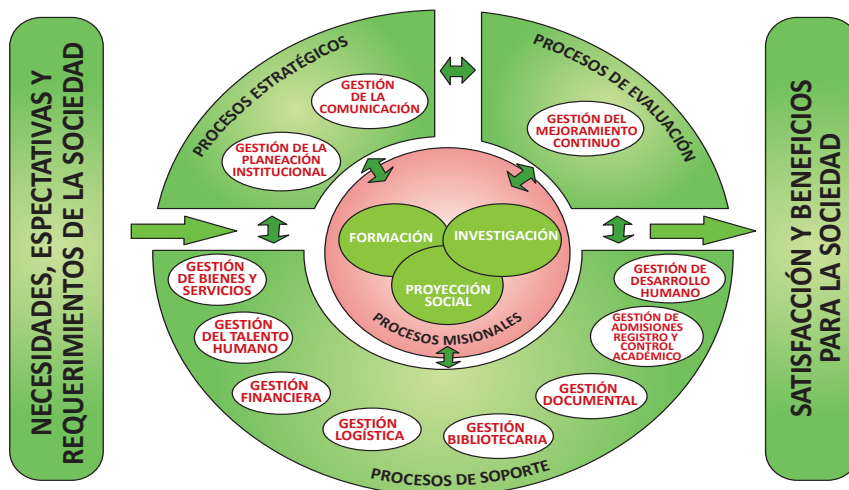 NECESIDADES, ESPECTATIVAS Y
REQUERIMIENTOS DE LA SOCIEDAD
PROCESOS ESTRATÉGICOS
GESTIÓN
DE LA
COMUNICACIÓN
GESTIÓN DE LA
PLANEACIÓN
INSTITUCIONAL
PROCESOS DE EVALUACIÓN
GESTIÓN DEL
MEJORAMIENTO
CONTINUO
FORMACIÓN
INVESTIGACIÓN
PROYECCIÓN
SOCIAL
PROCESOS MISIONALES
GESTIÓN
DE BIENES Y
SERVICIOS
GESTIÓN
DEL TALENTO
HUMANO
GESTIÓN
FINANCIERA
GESTIÓN
LOGÍSTICA
GESTIÓN
BIBLIOTECARIA
GESTIÓN
DOCUMENTAL
GESTIÓN DE
ADMISIONES
REGISTRO Y
CONTROL
ACADÉMICO
GESTIÓN DE
DESARROLLO
HUMANO
PROCESOS DE SOPORTE
SATISFACCIÓN Y BENEFICIOS
PARA LA SOCIEDAD